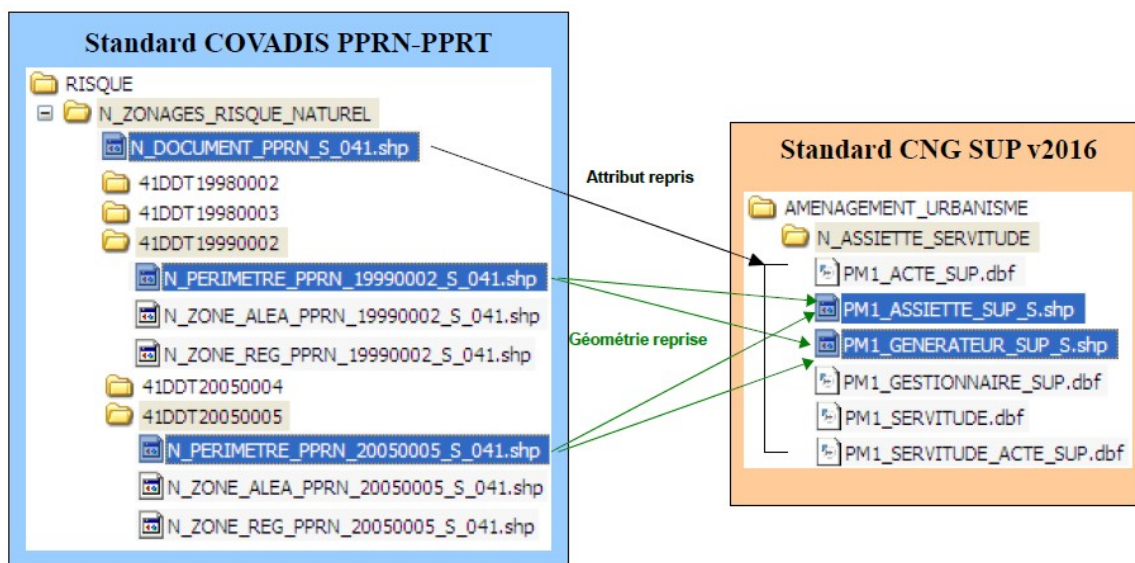 Standard COVADIS PPRN-PPRT
RISQUE
N_ZONAGES_RISQUE_NATUREL
N_DOCUMENT_PPRN_S_041.shp
41DDT19980002
41DDT19980003
41DDT19990002
N_PERIMETRE_PPRN_19990002_S_041.shp
N_ZONE_ALEA_PPRN_19990002_S_041.shp
N_ZONE_REG_PPRN_19990002_S_041.shp
41DDT20050004
41DDT20050005
N_PERIMETRE_PPRN_20050005_S_041.shp
N_ZONE_ALEA_PPRN_20050005_S_041.shp
N_ZONE_REG_PPRN_20050005_S_041.shp
Attribut repris
Géométrie reprise
Standard CNG SUP v2016
AMENAGEMENT_URBANISME
N_ASSIETTE_SERVITUDE
PM1_ACTE_SUP.dbf
PM1_ASSIETTE_SUP_S.shp
PM1_GENERATEUR_SUP_S.shp
PM1_GESTIONNAIRE_SUP.dbf
PM1_SERVITUDE.dbf
PM1_SERVITUDE_ACTE_SUP.dbf